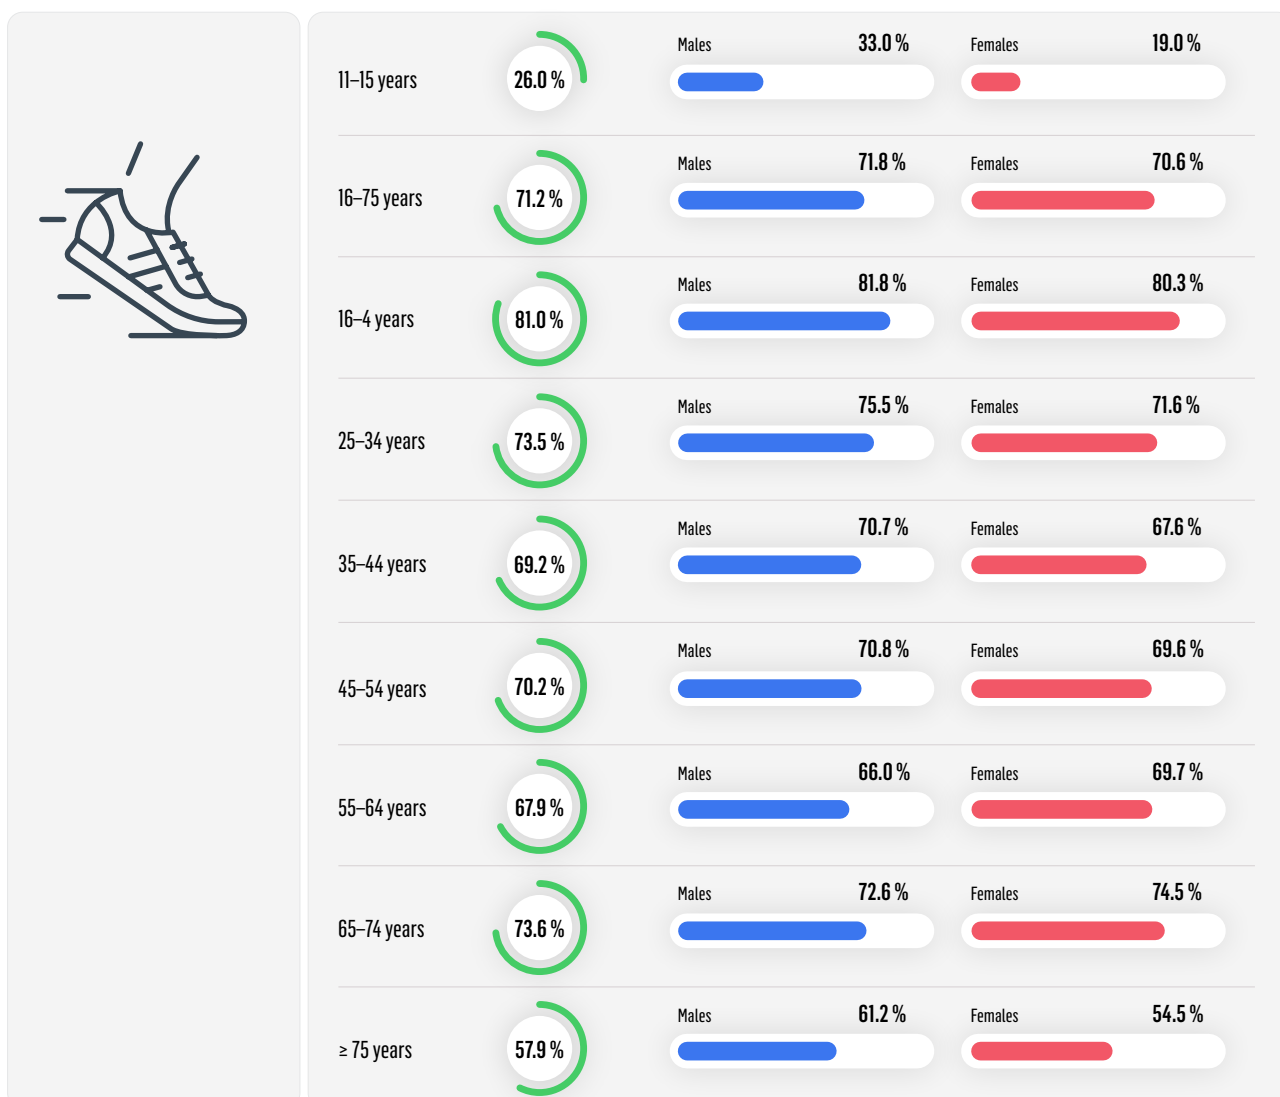 11–15 years 26.0 % Males 33.0 % Females 19.0 %
16–75 years 71.2 % Males 71.8 % Females 70.6 %
16–4 years 81.0 % Males 81.8 % Females 80.3 %
25–34 years 73.5 % Males 75.5 % Females 71.6 %
35–44 years 69.2 % Males 70.7 % Females 67.6 %
45–54 years 70.2 % Males 70.8 % Females 69.6 %
55–64 years 67.9 % Males 66.0 % Females 69.7 %
65–74 years 73.6 % Males 72.6 % Females 74.5 %
≥ 75 years 57.9 % Males 61.2 % Females 54.5 %